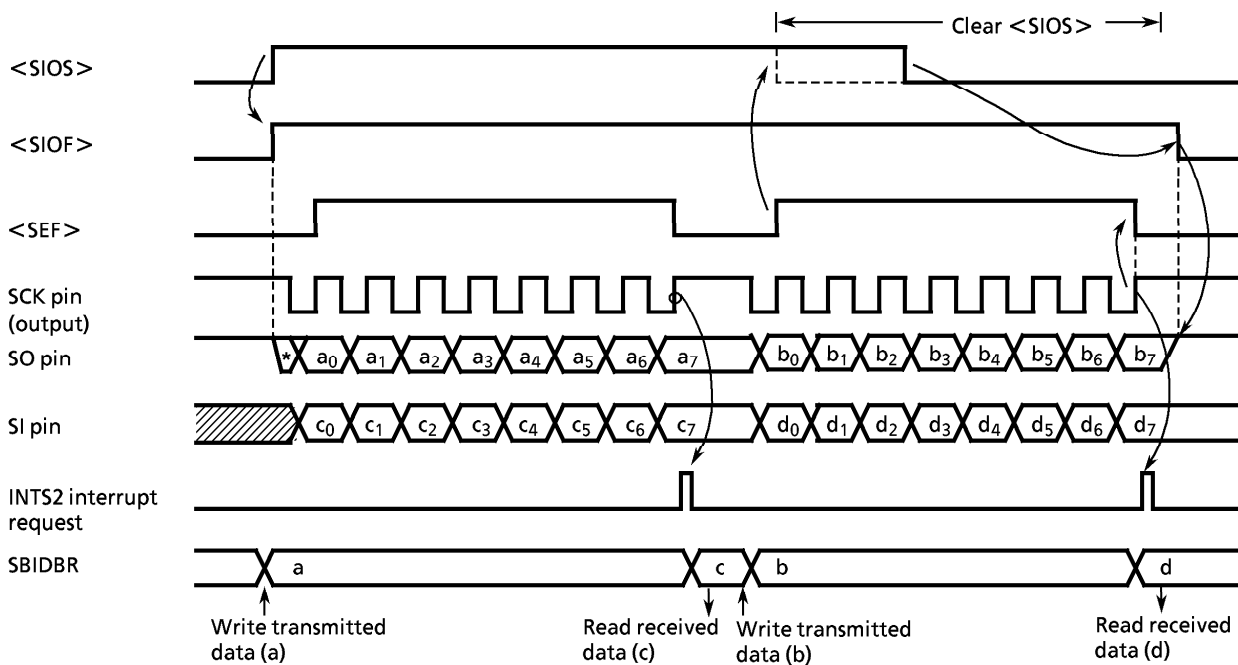 Clear <SIOS>
<SIOS>
<SIOF>
<SEF>
SCK pin
(output)
SO pin
* a0 a1 a2 a3 a4 a5 a6 a7 b0 b1 b2 b3 b4 b5 b6 b7
SI pin
c0 c1 c2 c3 c4 c5 c6 c7 d0 d1 d2 d3 d4 d5 d6 d7
INTS2 interrupt
request
SBIDBR
a c b d
Write transmitted
data (a)
Read received
data (c)
Write transmitted
data (b)
Read received
data (d)